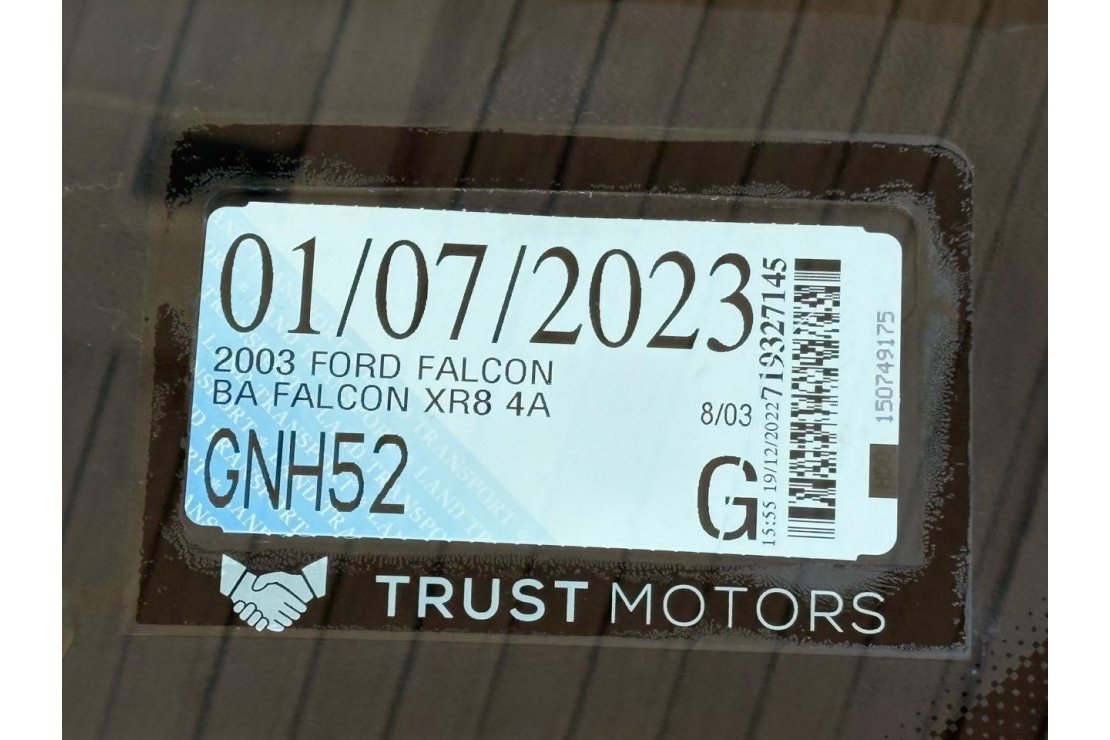 01/07/2023
2003 FORD FALCON
BA FALCON XR8 4A
8/03
GNH52
G
15:55 19/12/2022 719327145
150749175
TRUST MOTORS